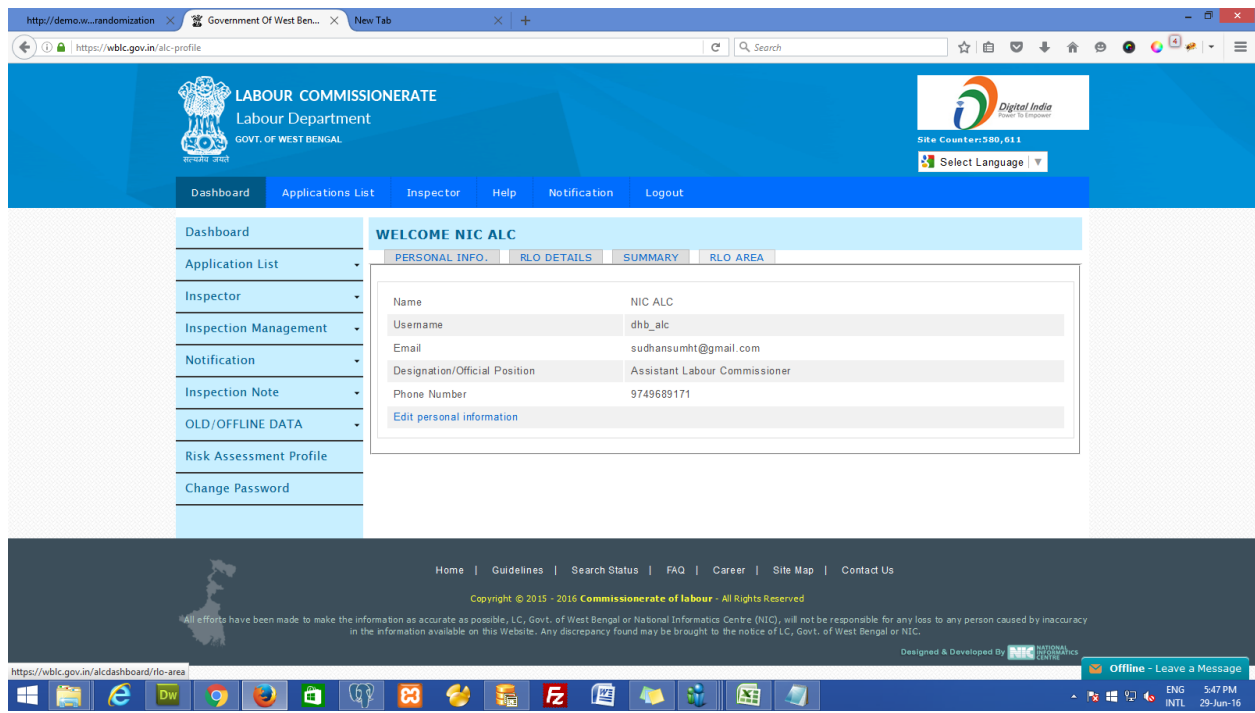 http://demo.w...randomization
Government Of West Ben...
New Tab
https://wblc.gov.in/alc-profile
Search
4
LABOUR COMMISSIONERATE
Labour Department
GOVT. OF WEST BENGAL
सत्यमेव जयते
Digital India
Power To Empower
Site Counter:580,611
Select Language ▼
Dashboard Applications List Inspector Help Notification Logout
Dashboard
Application List
Inspector
Inspection Management
Notification
Inspection Note
OLD/OFFLINE DATA
Risk Assessment Profile
Change Password
WELCOME NIC ALC
PERSONAL INFO. RLO DETAILS SUMMARY RLO AREA
Name NIC ALC
Username dhb_alc
Email sudhansumht@gmail.com
Designation/Official Position Assistant Labour Commissioner
Phone Number 9749689171
Edit personal information
Home | Guidelines | Search Status | FAQ | Career | Site Map | Contact Us
Copyright © 2015 - 2016 Commissionerate of labour - All Rights Reserved
All efforts have been made to make the information as accurate as possible, LC, Govt. of West Bengal or National Informatics Centre (NIC), will not be responsible for any loss to any person caused by inaccuracy
in the information available on this Website. Any discrepancy found may be brought to the notice of LC, Govt. of West Bengal or NIC.
Designed & Developed By NIC NATIONAL INFORMATICS CENTRE
https://wblc.gov.in/alcdashboard/rlo-area
Offline - Leave a Message
Dw
ENG 5:47 PM
INTL 29-Jun-16